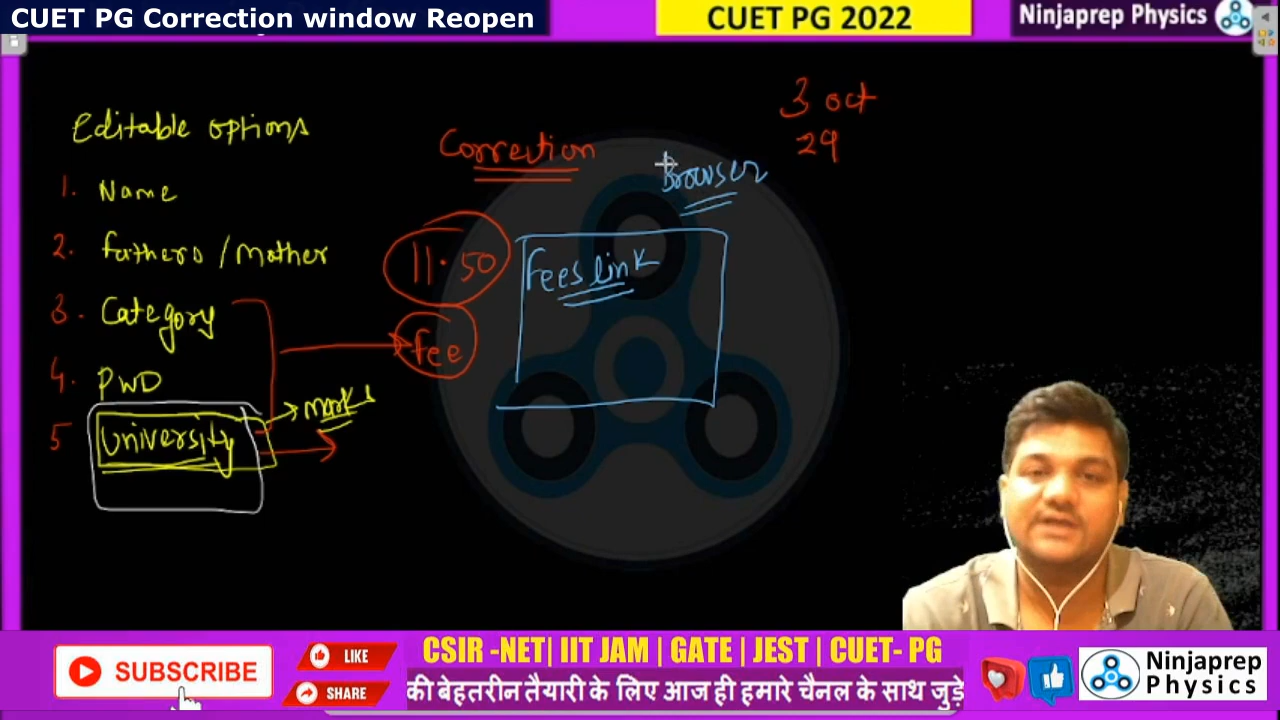 CUET PG Correction window Reopen
CUET PG 2022
Ninjaprep Physics
3 oct
29
Editable options
Correction
Browser
1. Name
2. Fathers / Mother
11.50
Fees link
3. Category
fee
4. PWD
marks
5 University
SUBSCRIBE
LIKE
SHARE
CSIR -NET| IIT JAM | GATE | JEST | CUET- PG
की बेहतरीन तैयारी के लिए आज ही हमारे चैनल के साथ जुड़े
Ninjaprep
Physics